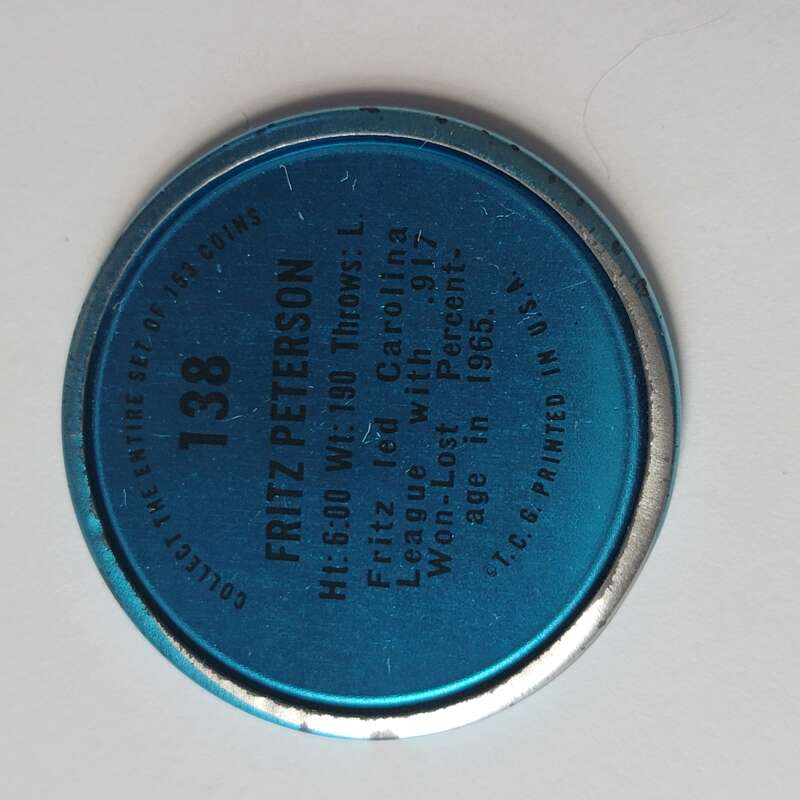 COLLECT THE ENTIRE SET OF 153 COINS
138
FRITZ PETERSON
Ht: 6:00 Wt: 190 Throws: L.
Fritz led Carolina
League with .917
Won-Lost Percent-
age in 1965.
©T. C. G. PRINTED IN U.S.A.